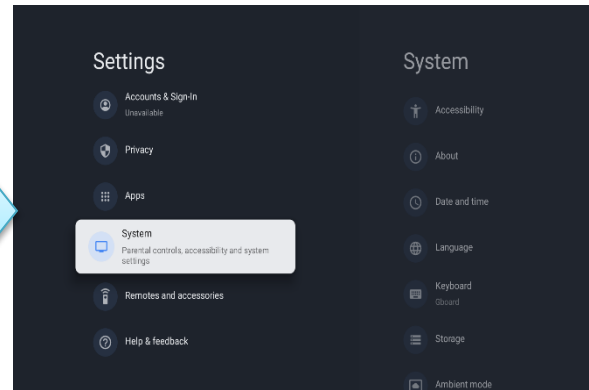 Settings
Accounts & Sign-In
Unavailable
Privacy
Apps
System
Parental controls, accessibility and system
settings
Remotes and accessories
Help & feedback
System
Accessibility
About
Date and time
Language
Keyboard
Gboard
Storage
Ambient mode